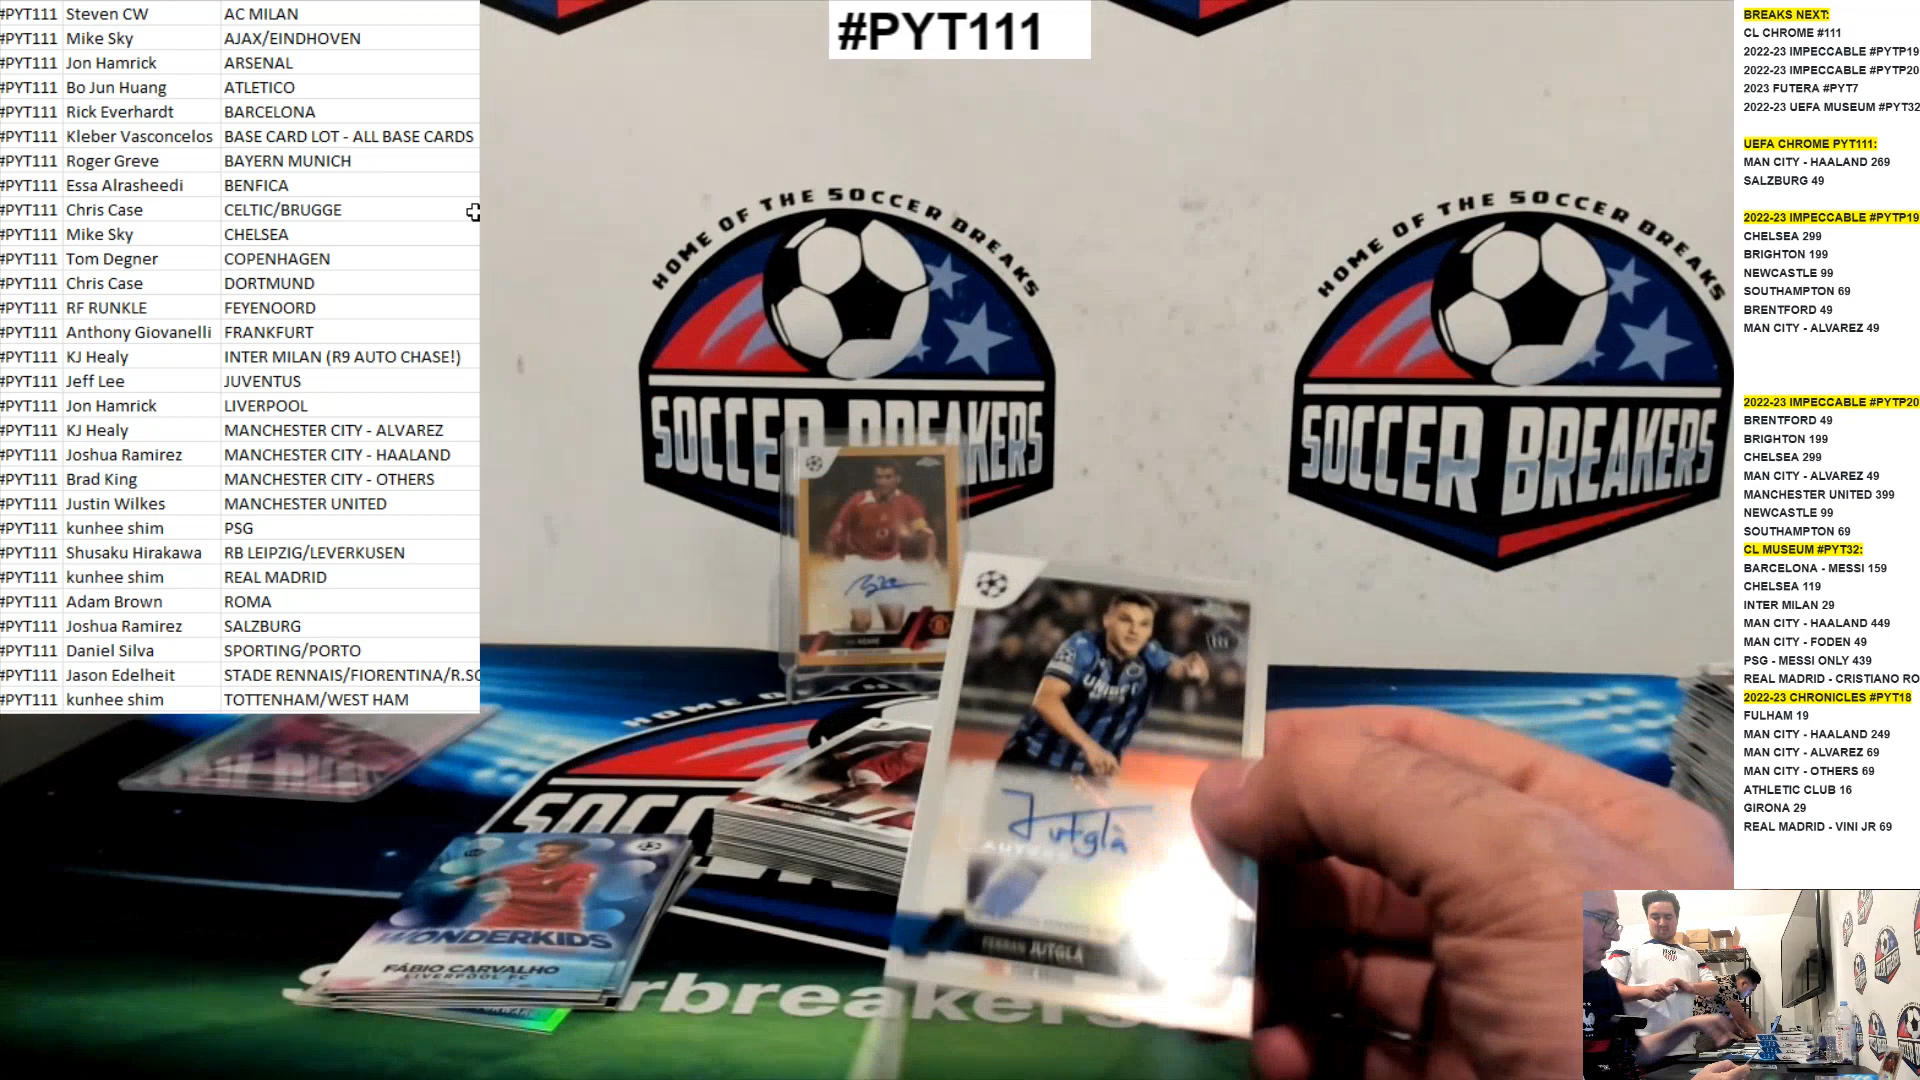 #PYT111 Steven CW AC MILAN
#PYT111 Mike Sky AJAX/EINDHOVEN
#PYT111 Jon Hamrick ARSENAL
#PYT111 Bo Jun Huang ATLETICO
#PYT111 Rick Everhardt BARCELONA
#PYT111 Kleber Vasconcelos BASE CARD LOT - ALL BASE CARDS
#PYT111 Roger Greve BAYERN MUNICH
#PYT111 Essa Alrasheedi BENFICA
#PYT111 Chris Case CELTIC/BRUGGE
#PYT111 Mike Sky CHELSEA
#PYT111 Tom Degner COPENHAGEN
#PYT111 Chris Case DORTMUND
#PYT111 RF RUNKLE FEYENOORD
#PYT111 Anthony Giovanelli FRANKFURT
#PYT111 KJ Healy INTER MILAN (R9 AUTO CHASE!)
#PYT111 Jeff Lee JUVENTUS
#PYT111 Jon Hamrick LIVERPOOL
#PYT111 KJ Healy MANCHESTER CITY - ALVAREZ
#PYT111 Joshua Ramirez MANCHESTER CITY - HAALAND
#PYT111 Brad King MANCHESTER CITY - OTHERS
#PYT111 Justin Wilkes MANCHESTER UNITED
#PYT111 kunhee shim PSG
#PYT111 Shusaku Hirakawa RB LEIPZIG/LEVERKUSEN
#PYT111 kunhee shim REAL MADRID
#PYT111 Adam Brown ROMA
#PYT111 Joshua Ramirez SALZBURG
#PYT111 Daniel Silva SPORTING/PORTO
#PYT111 Jason Edelheit STADE RENNAIS/FIORENTINA/R.SC
#PYT111 kunhee shim TOTTENHAM/WEST HAM
#PYT111
HOME OF THE SOCCER BREAKS
SOCCER BREAKERS
HOME OF THE SOCCER BREAKS
SOCCER BREAKERS
KEANE
Jutglà
FERRAN JUTGLÀ
WONDERKIDS
FÁBIO CARVALHO
LIVERPOOL FC
BREAKS NEXT:
CL CHROME #111
2022-23 IMPECCABLE #PYTP19
2022-23 IMPECCABLE #PYTP20
2023 FUTERA #PYT7
2022-23 UEFA MUSEUM #PYT32
UEFA CHROME PYT111:
MAN CITY - HAALAND 269
SALZBURG 49
2022-23 IMPECCABLE #PYTP19
CHELSEA 299
BRIGHTON 199
NEWCASTLE 99
SOUTHAMPTON 69
BRENTFORD 49
MAN CITY - ALVAREZ 49
2022-23 IMPECCABLE #PYTP20
BRENTFORD 49
BRIGHTON 199
CHELSEA 299
MAN CITY - ALVAREZ 49
MANCHESTER UNITED 399
NEWCASTLE 99
SOUTHAMPTON 69
CL MUSEUM #PYT32:
BARCELONA - MESSI 159
CHELSEA 119
INTER MILAN 29
MAN CITY - HAALAND 449
MAN CITY - FODEN 49
PSG - MESSI ONLY 439
REAL MADRID - CRISTIANO RO
2022-23 CHRONICLES #PYT18
FULHAM 19
MAN CITY - HAALAND 249
MAN CITY - ALVAREZ 69
MAN CITY - OTHERS 69
ATHLETIC CLUB 16
GIRONA 29
REAL MADRID - VINI JR 69